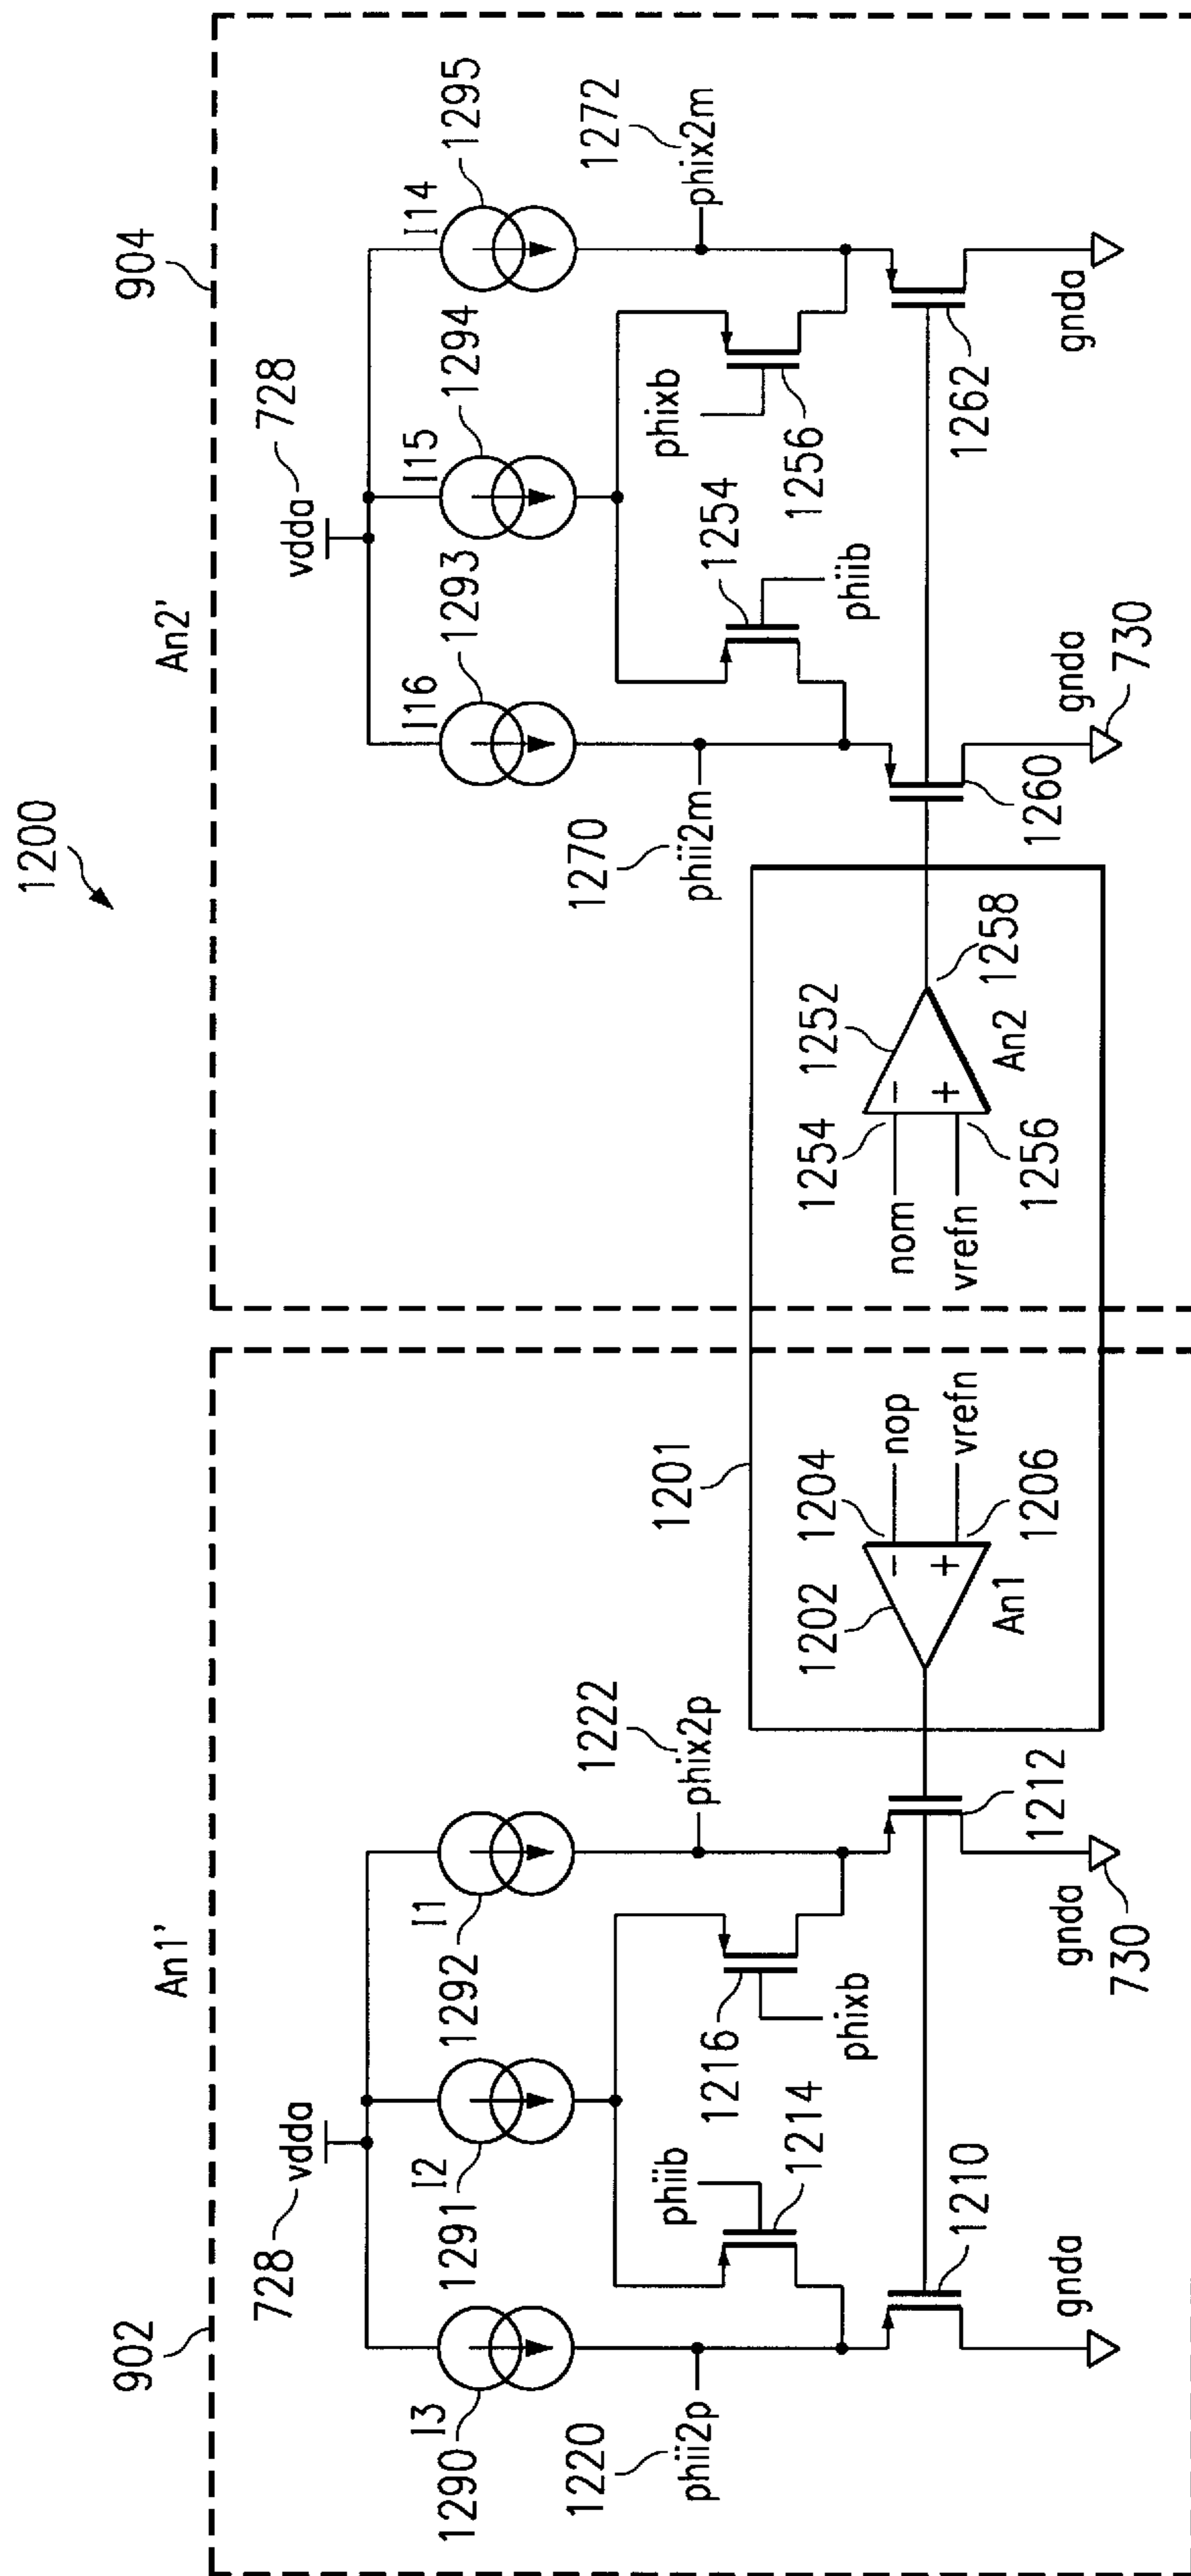 1200
902
An1'
An2'
904
728
vdda
vdda
728
I3
1290
I2
1291
I1
1292
I16
1293
I15
1294
I14
1295
1220
phii2p
phiib
1214
1216
phixb
1222
phix2p
1270
phii2m
1254
phiib
phixb
1256
1272
phix2m
1201
1202
1204
nop
−
+
vrefn
1206
An1
1254
nom
1252
−
+
vrefn
1256
An2
1258
1210
1212
1260
1262
gnda
gnda
730
gnda
730
gnda